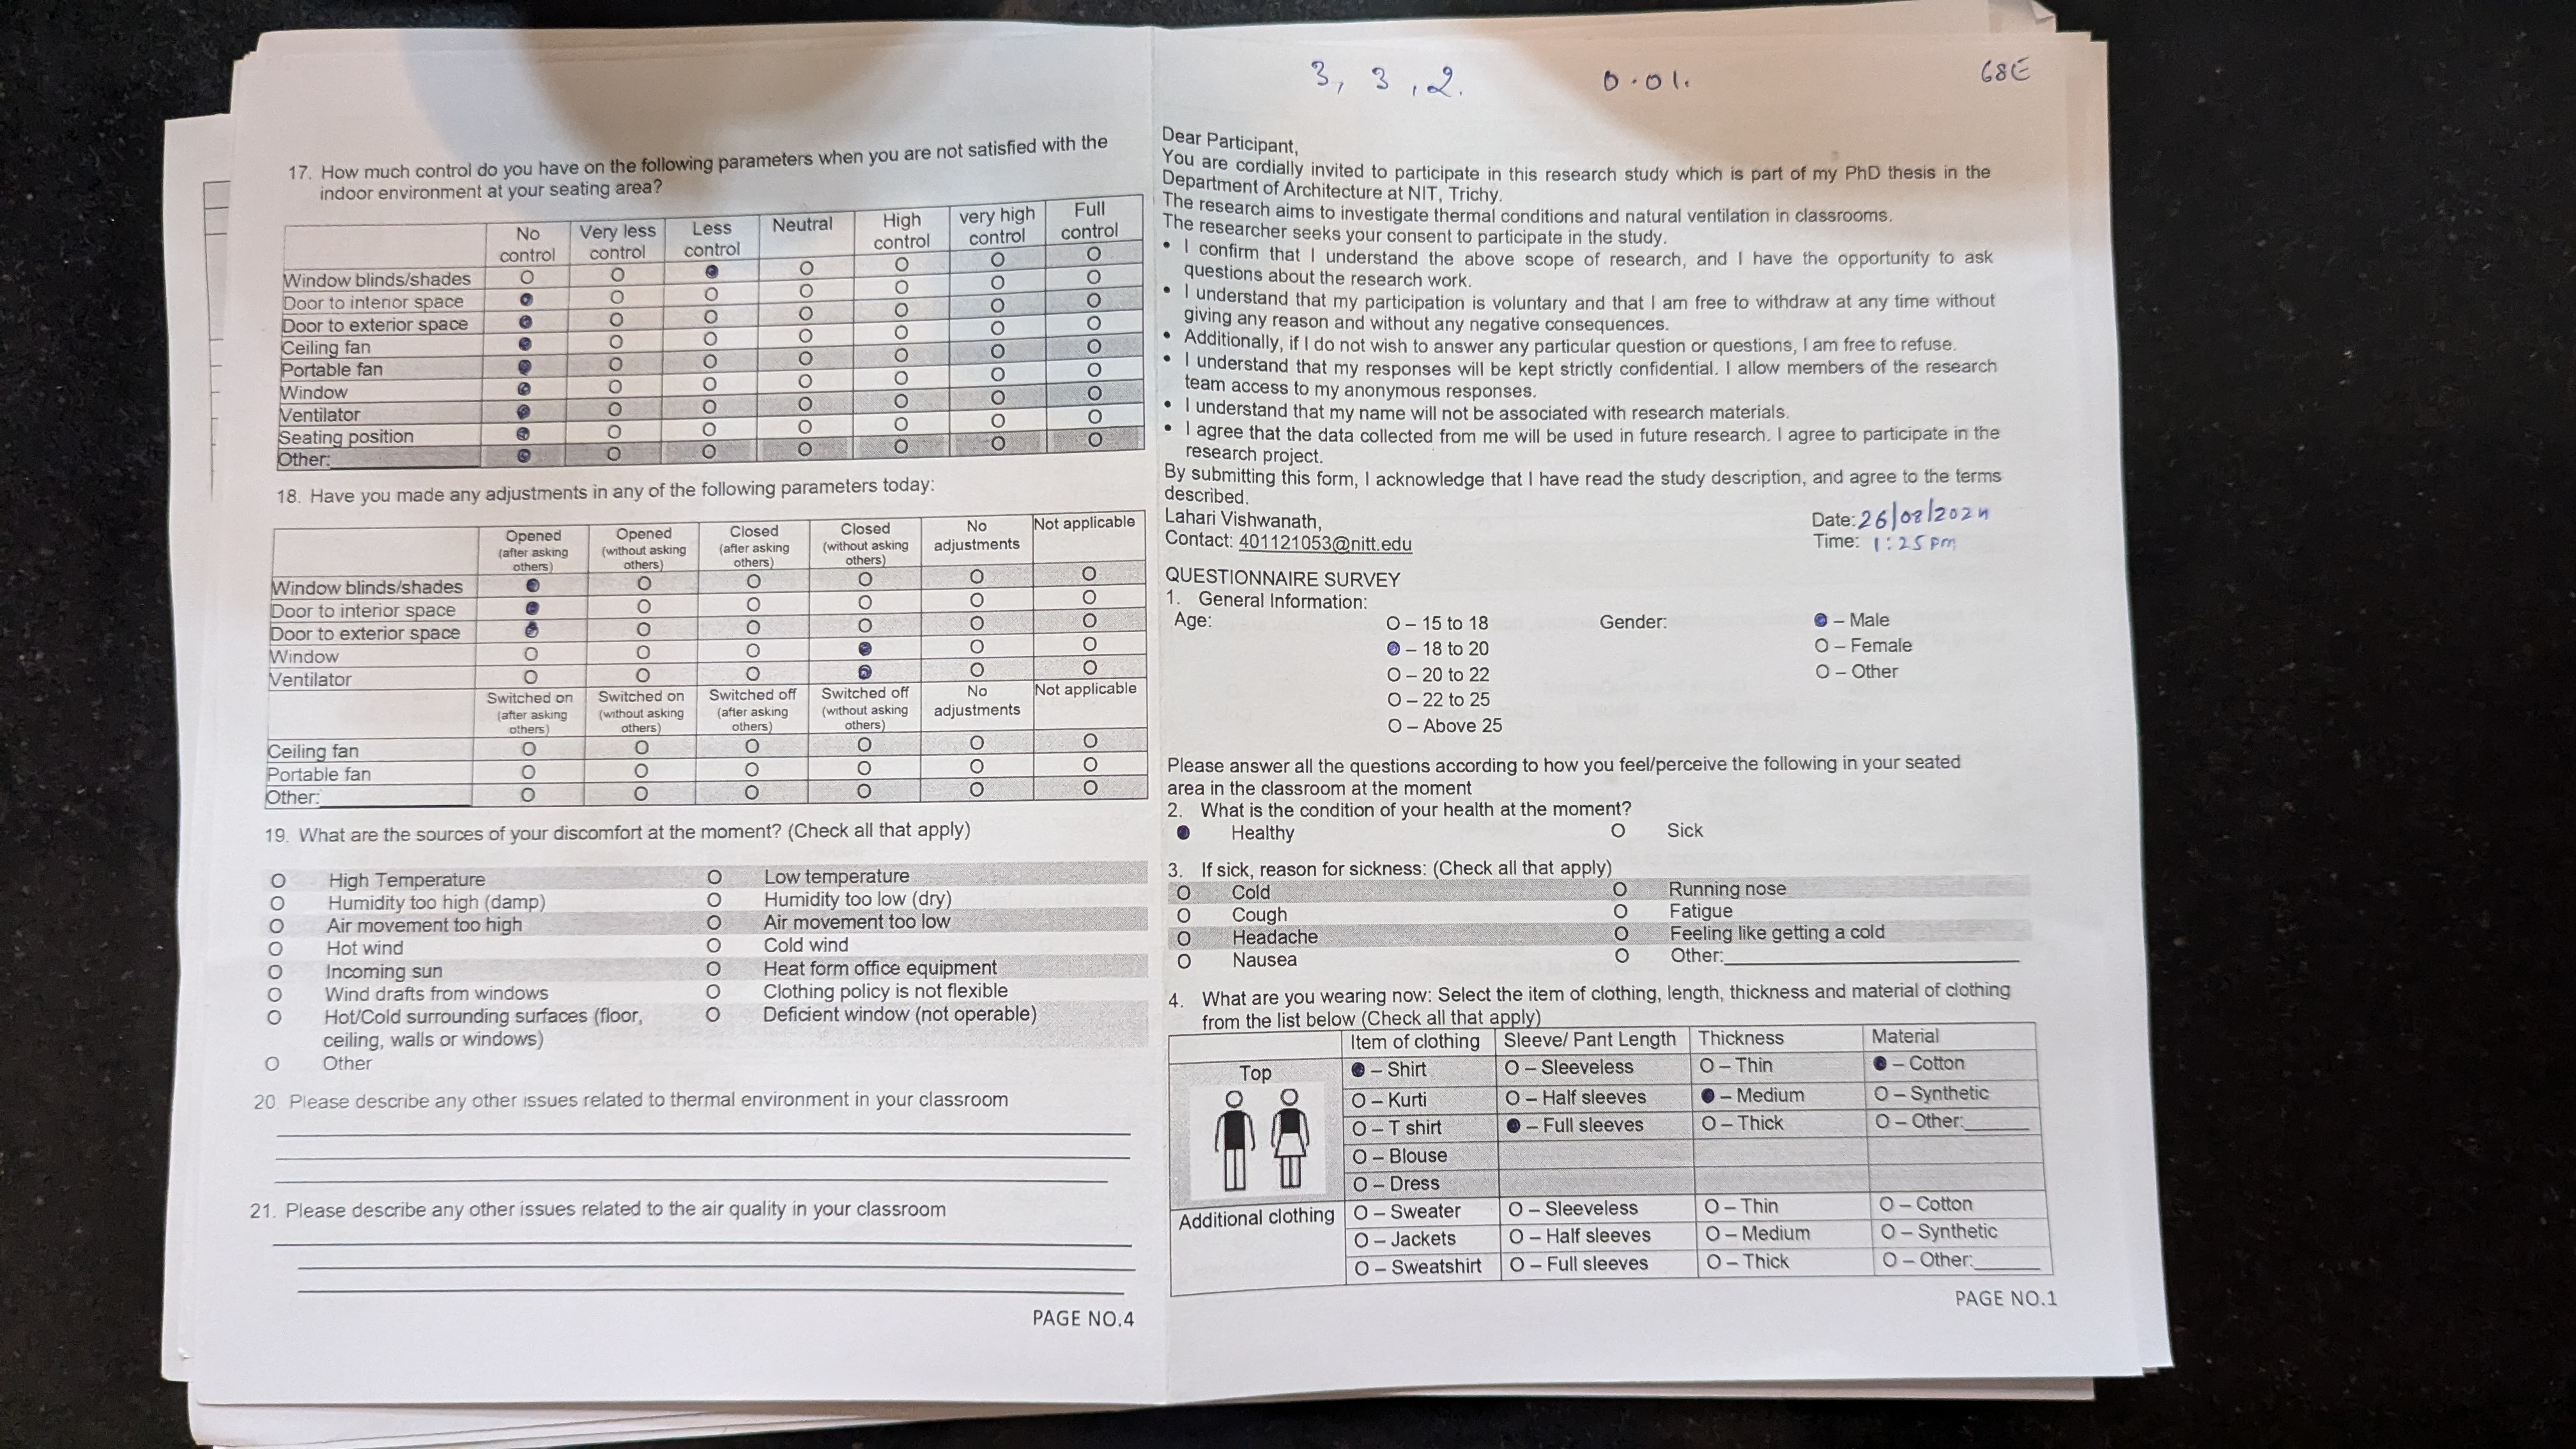 17. How much control do you have on the following parameters when you are not satisfied with the
indoor environment at your seating area?
No control Very less control Less control Neutral High control very high control Full control
Window blinds/shades O O ● O O O O
Door to interior space ● O O O O O O
Door to exterior space ● O O O O O O
Ceiling fan ● O O O O O O
Portable fan ● O O O O O O
Window ● O O O O O O
Ventilator ● O O O O O O
Seating position ● O O O O O O
Other:________ ● O O O O O O
18. Have you made any adjustments in any of the following parameters today:
Opened (after asking others) Opened (without asking others) Closed (after asking others) Closed (without asking others) No adjustments Not applicable
Window blinds/shades ● O O O O O
Door to interior space ● O O O O O
Door to exterior space ● O O O O O
Window O O O ● O O
Ventilator O O O ● O O
Switched on (after asking others) Switched on (without asking others) Switched off (after asking others) Switched off (without asking others) No adjustments Not applicable
Ceiling fan O O O O O O
Portable fan O O O O O O
Other:________ O O O O O O
19. What are the sources of your discomfort at the moment? (Check all that apply)
O High Temperature O Low temperature
O Humidity too high (damp) O Humidity too low (dry)
O Air movement too high O Air movement too low
O Hot wind O Cold wind
O Incoming sun O Heat form office equipment
O Wind drafts from windows O Clothing policy is not flexible
O Hot/Cold surrounding surfaces (floor, O Deficient window (not operable)
ceiling, walls or windows)
O Other
20. Please describe any other issues related to thermal environment in your classroom
21. Please describe any other issues related to the air quality in your classroom
PAGE NO.4
3, 3, 2. 0.01. 68E
Dear Participant,
You are cordially invited to participate in this research study which is part of my PhD thesis in the
Department of Architecture at NIT, Trichy.
The research aims to investigate thermal conditions and natural ventilation in classrooms.
The researcher seeks your consent to participate in the study.
• I confirm that I understand the above scope of research, and I have the opportunity to ask
questions about the research work.
• I understand that my participation is voluntary and that I am free to withdraw at any time without
giving any reason and without any negative consequences.
• Additionally, if I do not wish to answer any particular question or questions, I am free to refuse.
• I understand that my responses will be kept strictly confidential. I allow members of the research
team access to my anonymous responses.
• I understand that my name will not be associated with research materials.
• I agree that the data collected from me will be used in future research. I agree to participate in the
research project.
By submitting this form, I acknowledge that I have read the study description, and agree to the terms
described.
Lahari Vishwanath, Date: 26/08/2024
Contact: 401121053@nitt.edu Time: 1:25 pm
QUESTIONNAIRE SURVEY
1. General Information:
Age: O – 15 to 18 Gender: ● – Male
● – 18 to 20 O – Female
O – 20 to 22 O – Other
O – 22 to 25
O – Above 25
Please answer all the questions according to how you feel/perceive the following in your seated
area in the classroom at the moment
2. What is the condition of your health at the moment?
● Healthy O Sick
3. If sick, reason for sickness: (Check all that apply)
O Cold O Running nose
O Cough O Fatigue
O Headache O Feeling like getting a cold
O Nausea O Other:________
4. What are you wearing now: Select the item of clothing, length, thickness and material of clothing
from the list below (Check all that apply)
Item of clothing Sleeve/ Pant Length Thickness Material
Top ● – Shirt O – Sleeveless O – Thin ● – Cotton
O – Kurti O – Half sleeves ● – Medium O – Synthetic
O – T shirt ● – Full sleeves O – Thick O – Other:______
O – Blouse
O – Dress
Additional clothing O – Sweater O – Sleeveless O – Thin O – Cotton
O – Jackets O – Half sleeves O – Medium O – Synthetic
O – Sweatshirt O – Full sleeves O – Thick O – Other:______
PAGE NO.1